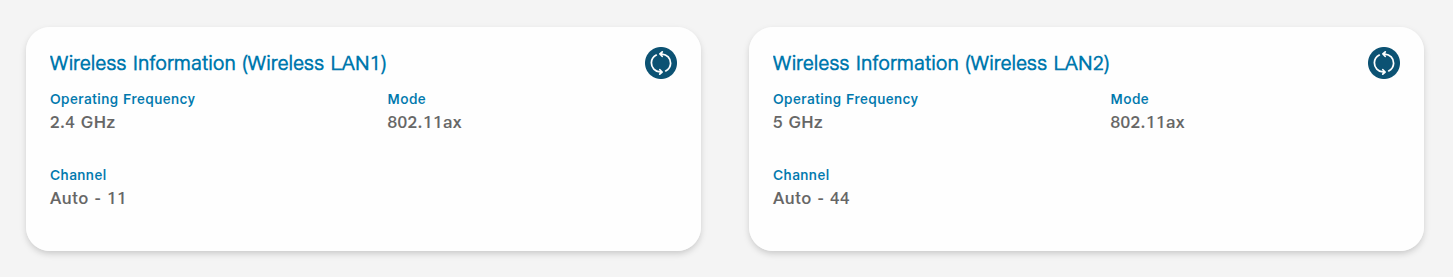 Wireless Information (Wireless LAN1)
Operating Frequency
2.4 GHz
Mode
802.11ax
Channel
Auto - 11
Wireless Information (Wireless LAN2)
Operating Frequency
5 GHz
Mode
802.11ax
Channel
Auto - 44